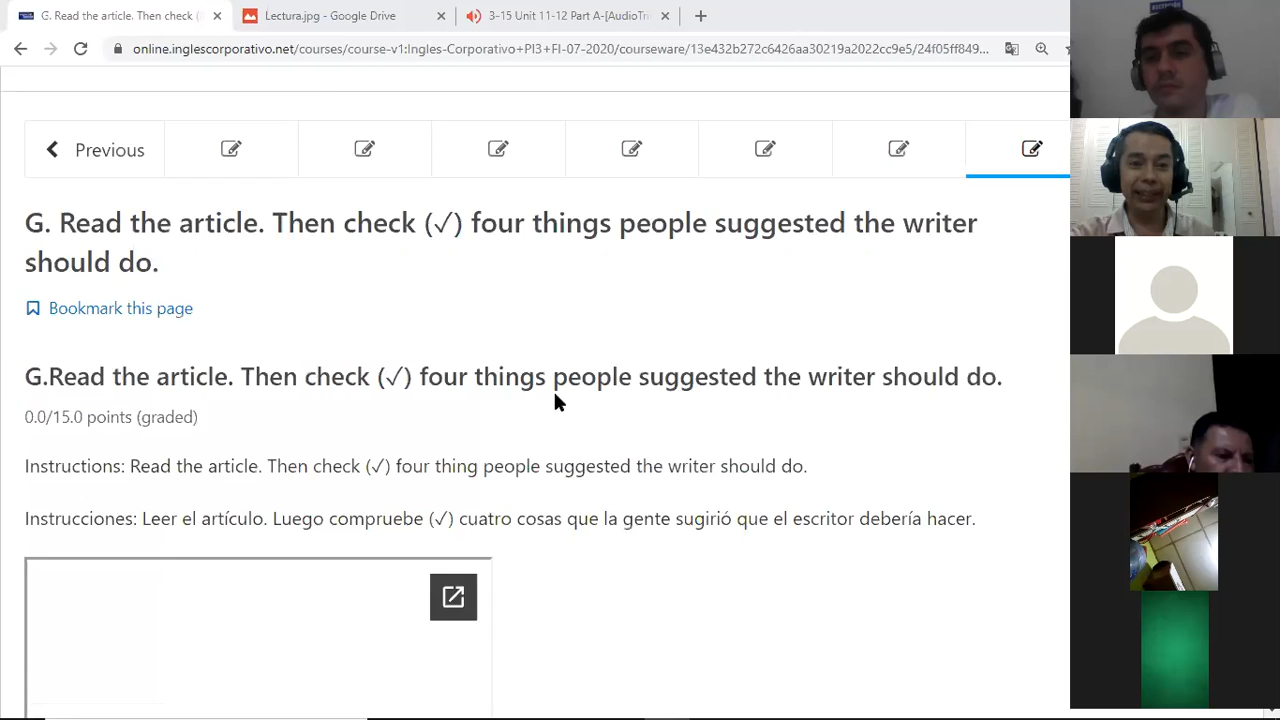 G. Read the article. Then check (
Lectura.jpg - Google Drive
3-15 Unit 12, Part A-[AudioTr
online.inglescorporativo.net/courses/course-v1:Ingles-Corporativo+PI3+FI-07-2020/courseware/13e432b272c6426aa30219a2022cc9e5/24f05ff849...
Previous
G. Read the article. Then check (✓) four things people suggested the writer
should do.
Bookmark this page
G.Read the article. Then check (✓) four things people suggested the writer should do.
0.0/15.0 points (graded)
Instructions: Read the article. Then check (✓) four thing people suggested the writer should do.
Instrucciones: Leer el artículo. Luego compruebe (✓) cuatro cosas que la gente sugirió que el escritor debería hacer.